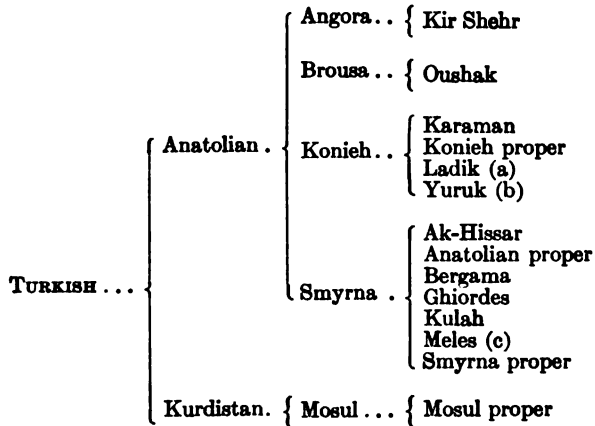 Angora .. { Kir Shehr
Brousa .. { Oushak
Karaman
Anatolian . Konieh .. Konieh proper
Ladik (a)
Yuruk (b)
Ak-Hissar
Anatolian proper
Bergama
TURKISH ... Smyrna . Ghiordes
Kulah
Meles (c)
Smyrna proper
Kurdistan. { Mosul ... { Mosul proper